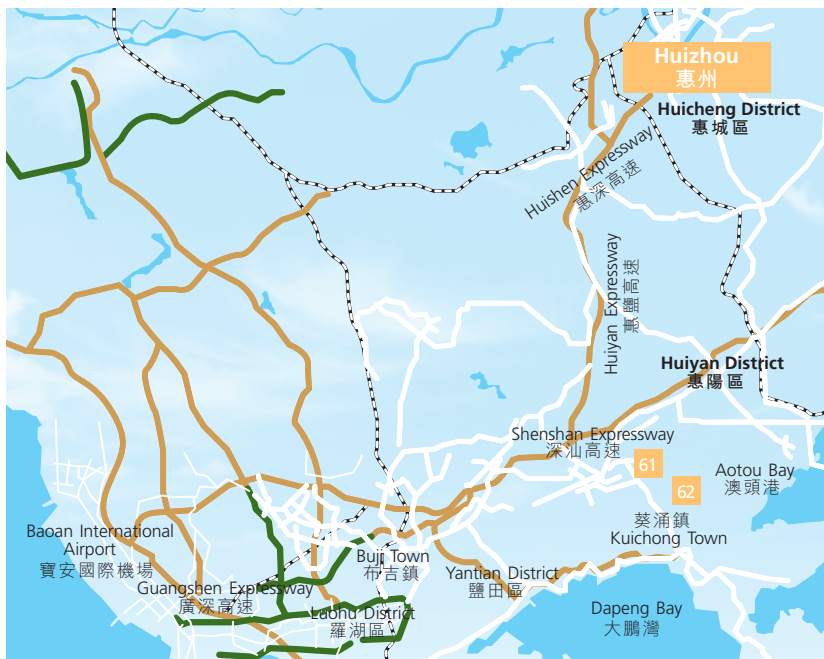 Huizhou
惠州
Huicheng District
惠城區
Huishen Expressway
惠深高速
Huiyan Expressway
惠鹽高速
Huiyan District
惠陽區
Shenshan Expressway
深汕高速
61
62
Aotou Bay
澳頭港
葵涌鎮
Kuichong Town
Baoan International
Airport
寶安國際機場
Buji Town
布吉鎮
Yantian District
鹽田區
Guangshen Expressway
廣深高速
Laohu District
羅湖區
Dapeng Bay
大鵬灣